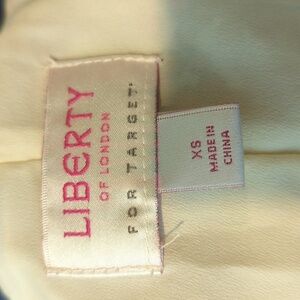 LIBERTY
OF LONDON
FOR TARGET
XS
MADE IN
CHINA